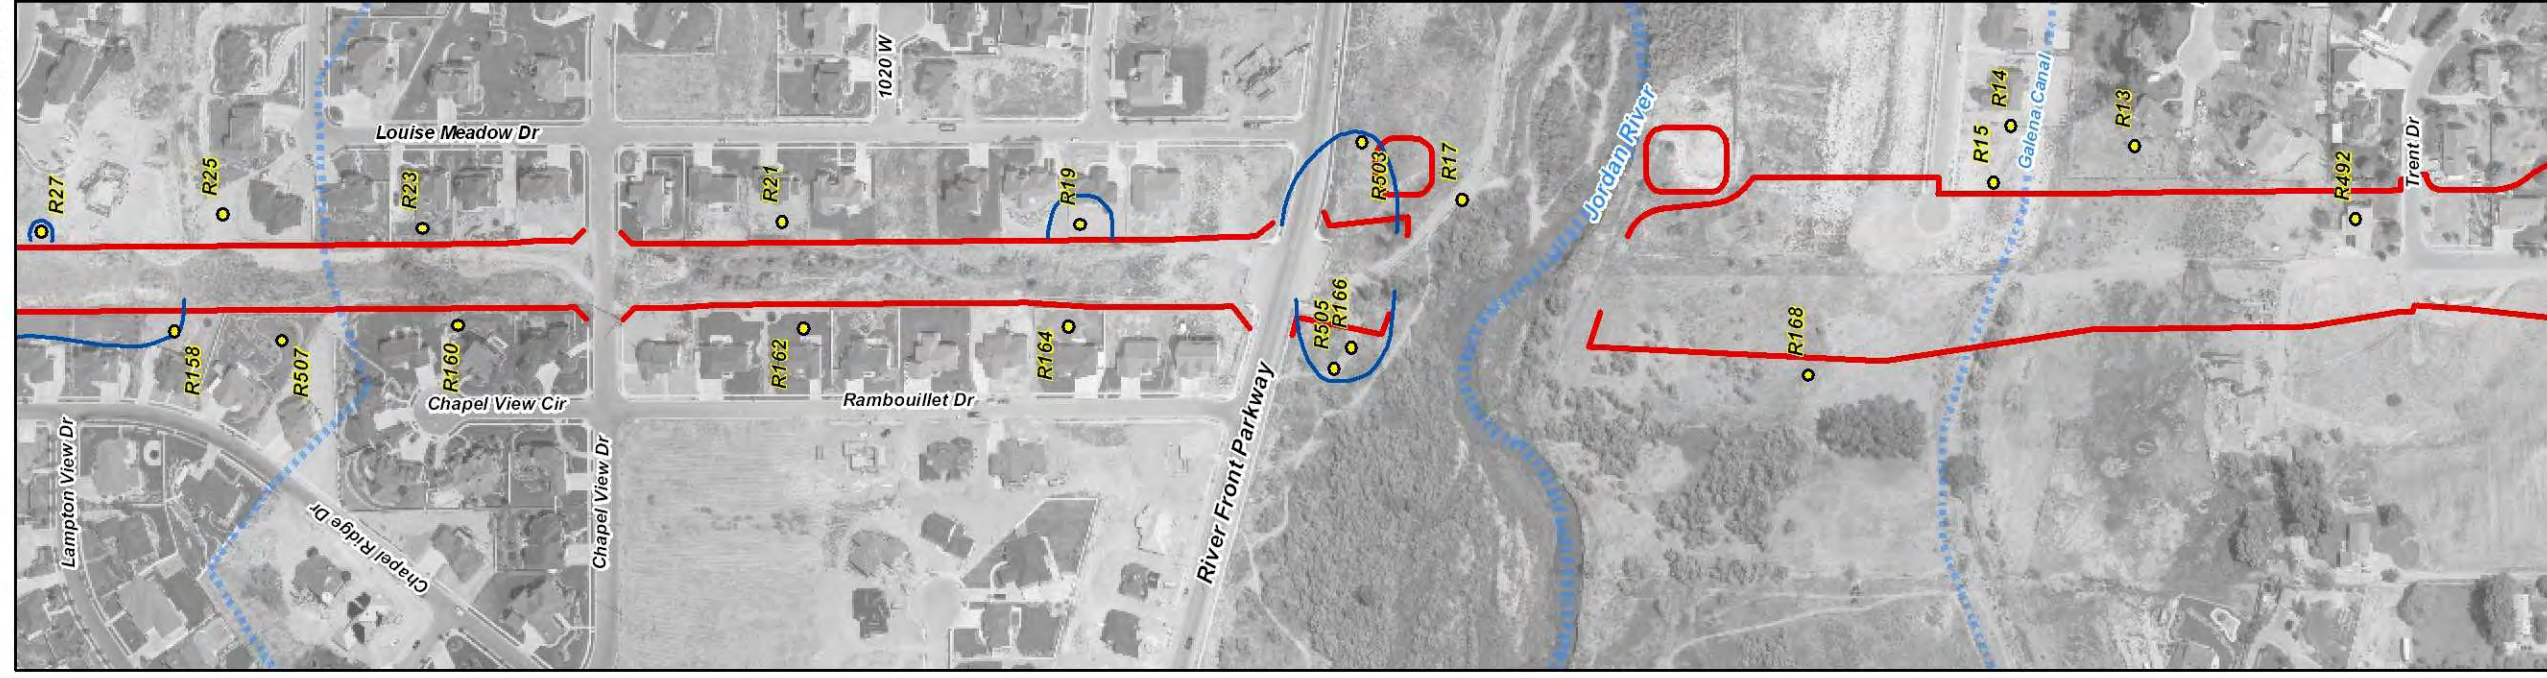 1020 W
Louise Meadow Dr
R27
R25
R23
R21
R19
R503
R17
Jordan River
R15
R14
Galena Canal
R13
R492
Trent Dr
R158
R507
R160
R162
R164
R505
R166
R168
Chapel View Cir
Rambouillet Dr
Lampton View Dr
Chapel Ridge Dr
Chapel View Dr
River Front Parkway